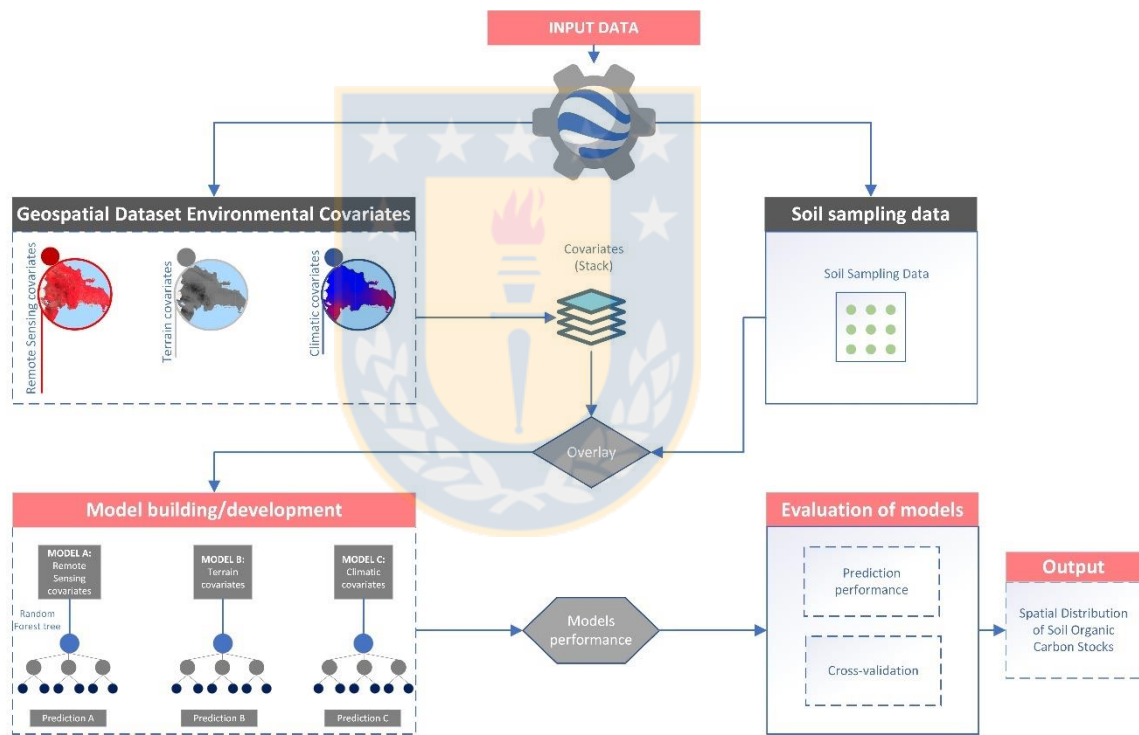 INPUT DATA
Geospatial Dataset Environmental Covariates
Remote Sensing covariates
Terrain covariates
Climatic covariates
Covariates
(Stack)
Soil sampling data
Soil Sampling Data
Overlay
Model building/development
MODEL A:
Remote
Sensing
covariates
MODEL B:
Terrain
covariates
MODEL C:
Climatic
covariates
Random
Forest tree
Prediction A
Prediction B
Prediction C
Models
performance
Evaluation of models
Prediction
performance
Cross-validation
Output
Spatial Distribution
of Soil Organic
Carbon Stocks